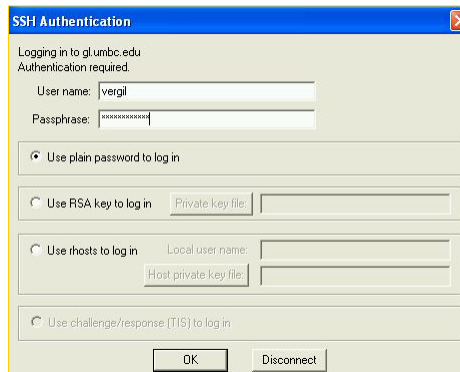 SSH Authentication
Logging in to gl.umbc.edu
Authentication required.
User name: vergil
Passphrase: xxxxxxxxxxxx
Use plain password to log in
Use RSA key to log in Private key file:
Use rhosts to log in Local user name:
Host private key file:
Use challenge/response (TIS) to log in
OK Disconnect